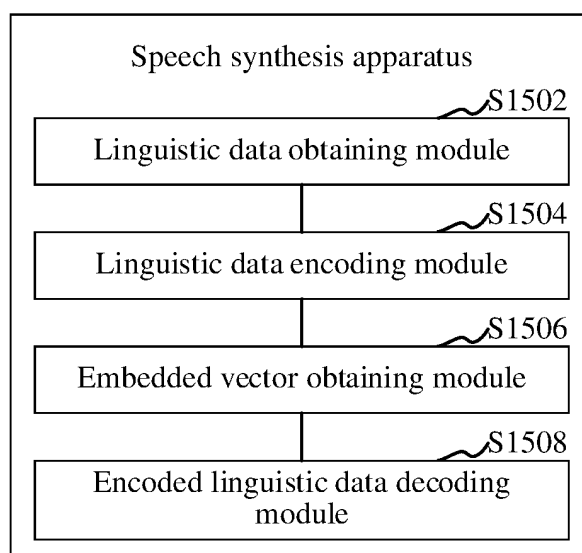 Speech synthesis apparatus
S1502
Linguistic data obtaining module
S1504
Linguistic data encoding module
S1506
Embedded vector obtaining module
S1508
Encoded linguistic data decoding
module